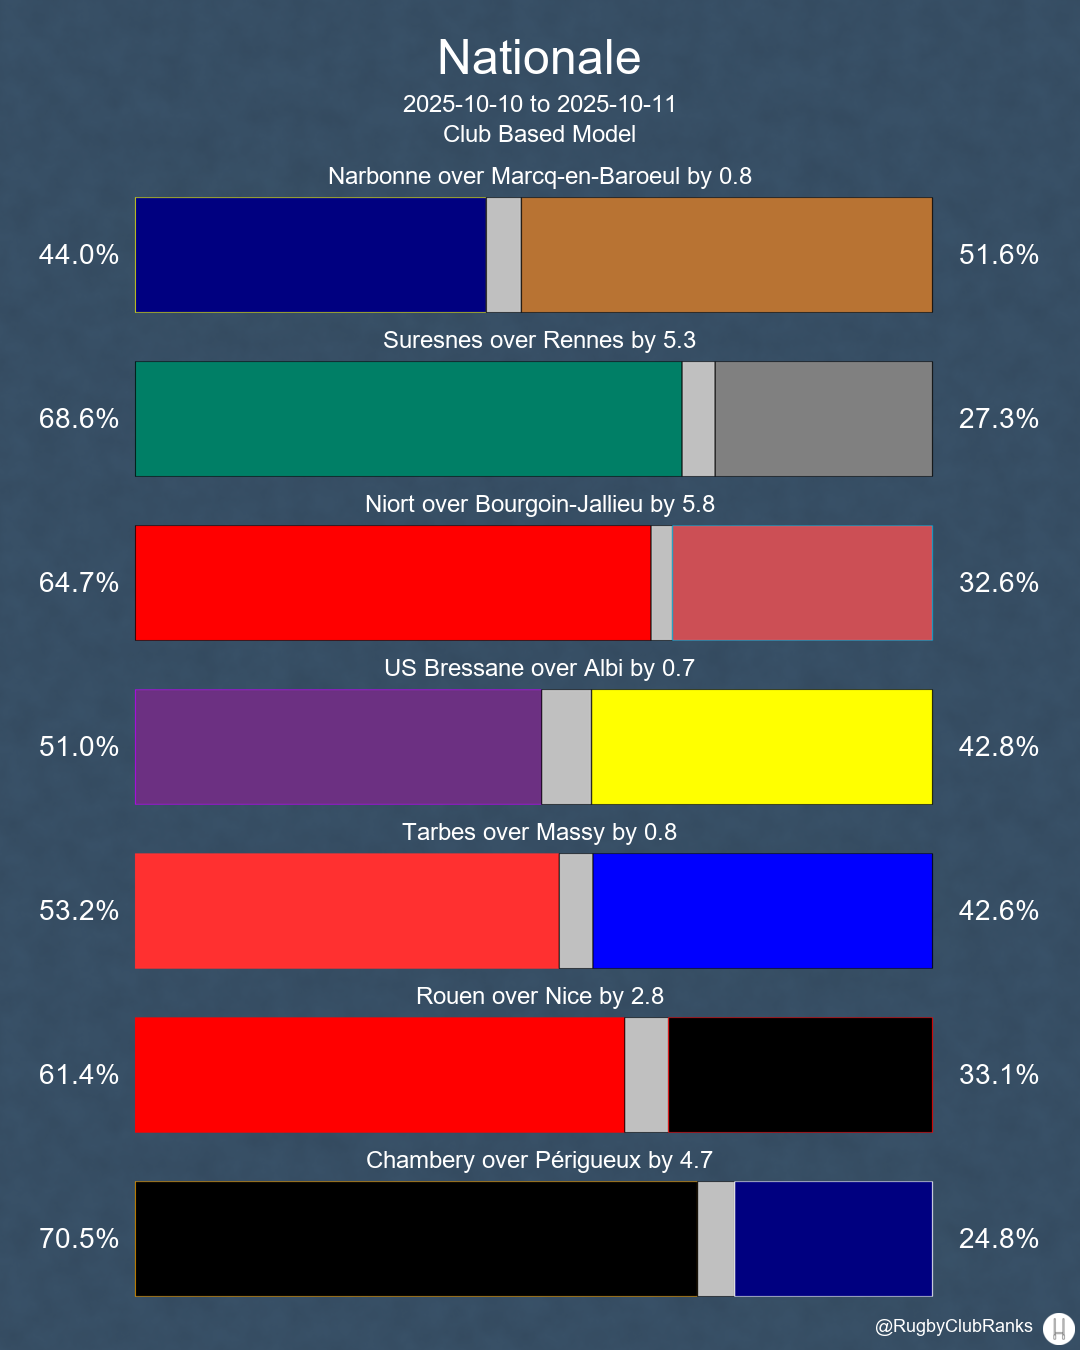 Nationale
2025-10-10 to 2025-10-11
Club Based Model
Narbonne over Marcq-en-Baroeul by 0.8
44.0%
51.6%
Suresnes over Rennes by 5.3
68.6%
27.3%
Niort over Bourgoin-Jallieu by 5.8
64.7%
32.6%
US Bressane over Albi by 0.7
51.0%
42.8%
Tarbes over Massy by 0.8
53.2%
42.6%
Rouen over Nice by 2.8
61.4%
33.1%
Chambery over Périgueux by 4.7
70.5%
24.8%
@RugbyClubRanks